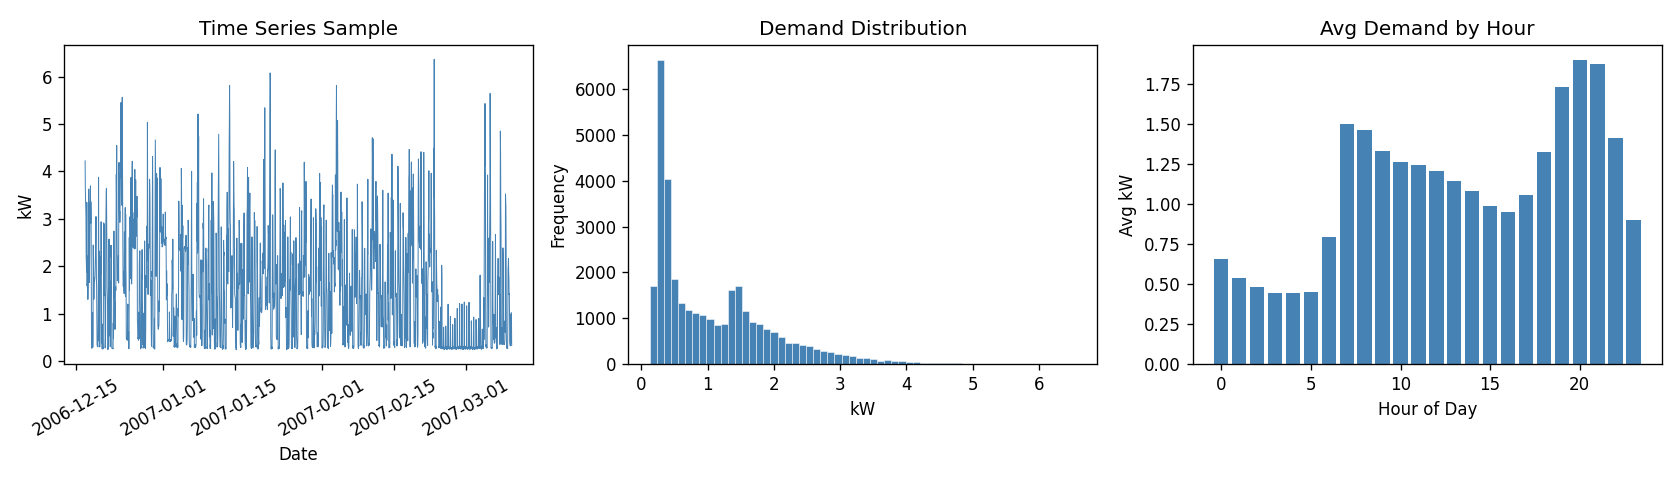 Time Series Sample
kW
6
5
4
3
2
1
0
2006-12-15
2007-01-01
2007-01-15
2007-02-01
2007-02-15
2007-03-01
Date
Demand Distribution
Frequency
6000
5000
4000
3000
2000
1000
0
0 1 2 3 4 5 6
kW
Avg Demand by Hour
Avg kW
1.75
1.50
1.25
1.00
0.75
0.50
0.25
0.00
0 5 10 15 20
Hour of Day